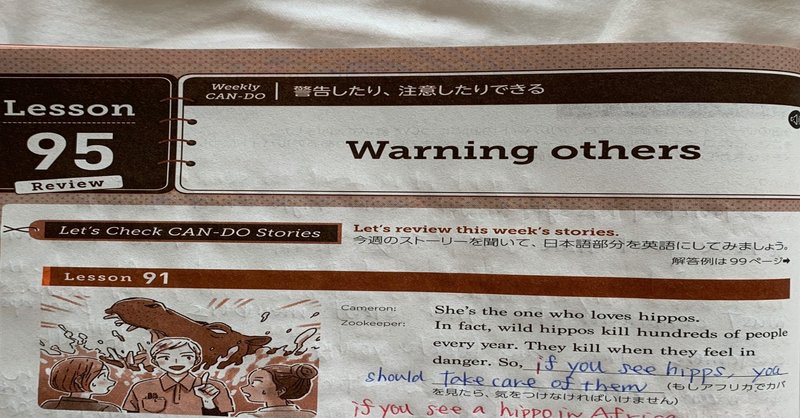 Lesson
95
Review
Weekly
CAN-DO
警告したり、注意したりできる
Warning others
Let's Check CAN-DO Stories
Let's review this week's stories.
今週のストーリーを聞いて、日本語部分を英語にしてみましょう。
解答例は99ページ➡
Lesson 91
Cameron: She's the one who loves hippos.
Zookeeper: In fact, wild hippos kill hundreds of people
every year. They kill when they feel in
danger. So, if you see hipps, you
should take care of them (もしアフリカでカバ
を見たら、気をつけなければいけません)
if you see a hippo in Africa